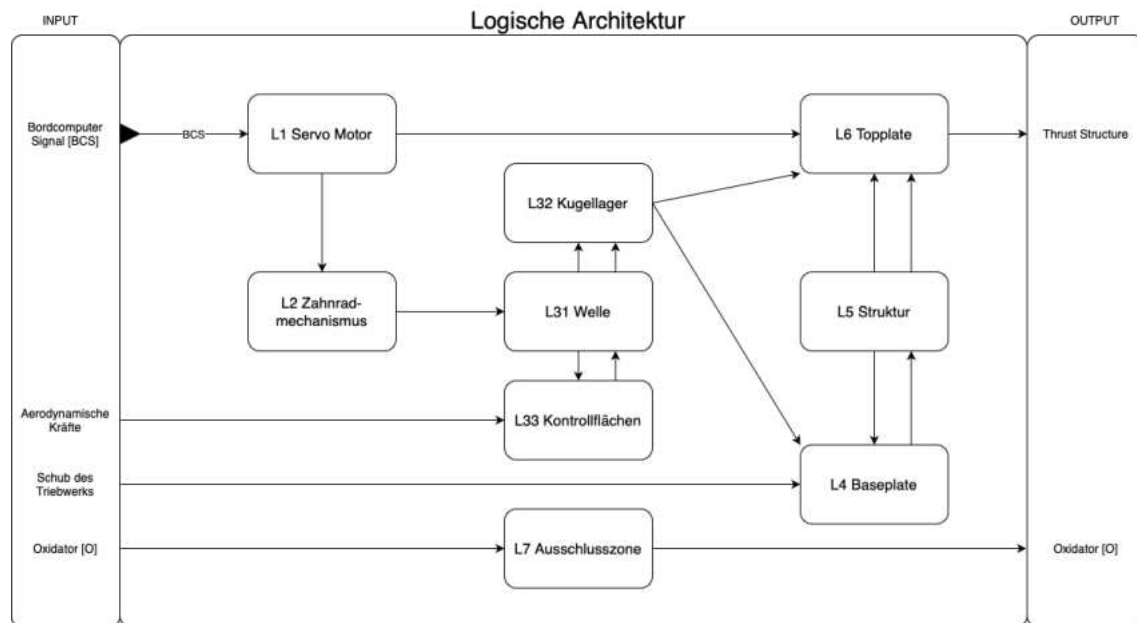 INPUT
Logische Architektur
OUTPUT
Bordcomputer
Signal [BCS]
BCS
L1 Servo Motor
L6 Topplate
Thrust Structure
L32 Kugellager
L2 Zahnrad-
mechanismus
L31 Welle
L5 Struktur
Aerodynamische
Kräfte
L33 Kontrollflächen
Schub des
Triebwerks
L4 Baseplate
Oxidator [O]
L7 Ausschlusszone
Oxidator [O]